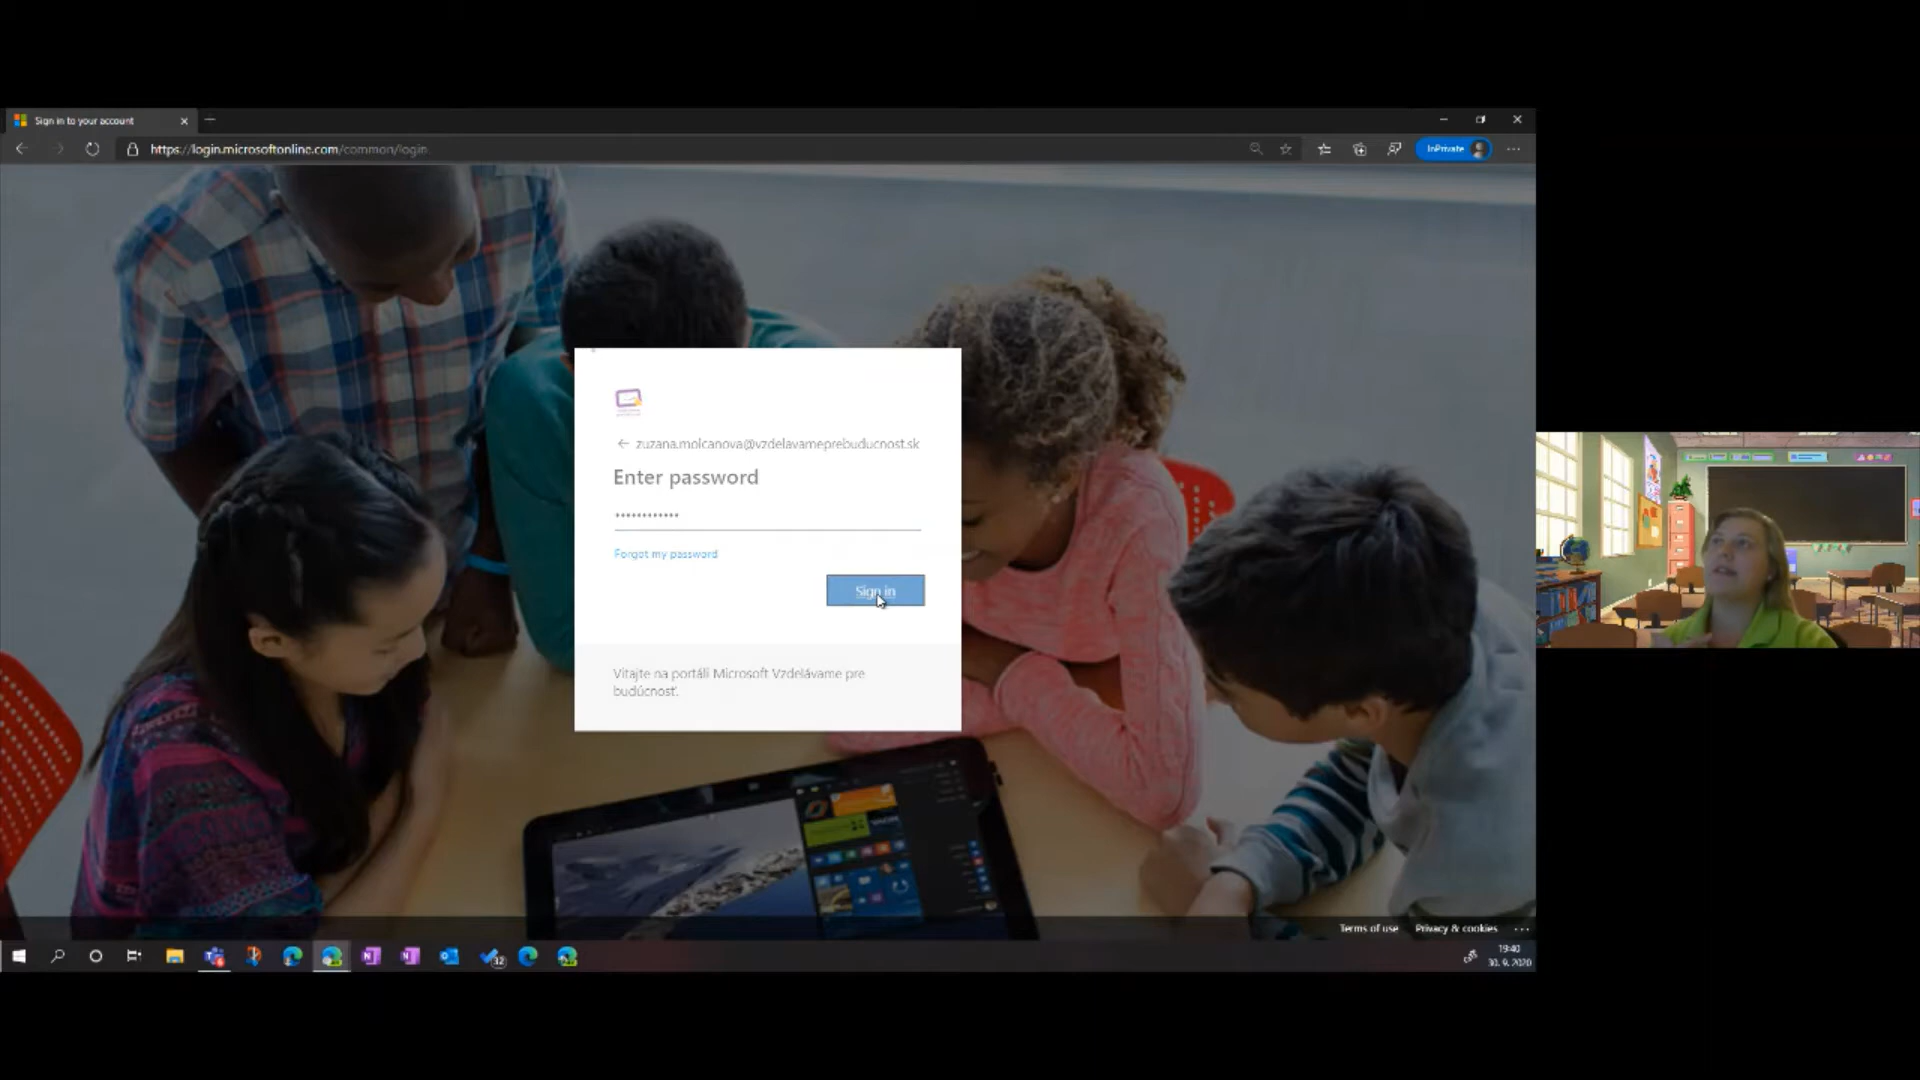 Sign in to your account
https://login.microsoftonline.com/common/login
InPrivate
zuzana.molcanova@vzdelavameprebuducnost.sk
Enter password
Forgot my password
Sign in
Vitajte na portáli Microsoft Vzdelávame pre
budúcnosť.
Terms of use
Privacy & cookies
32
19:40
30. 9. 2020